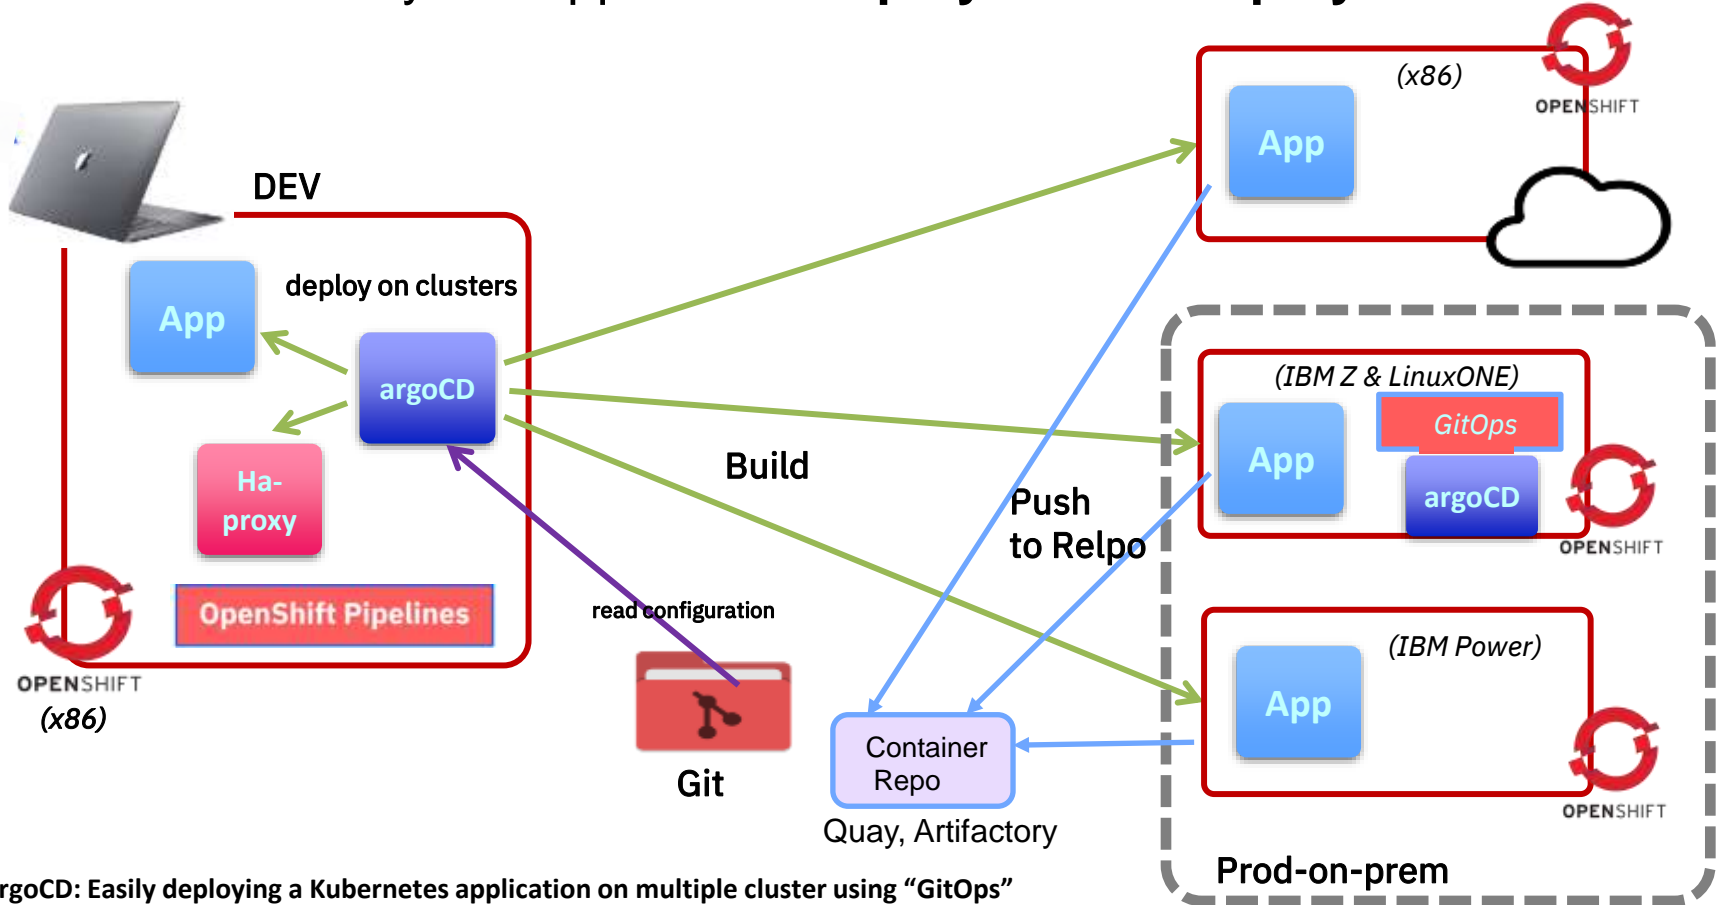 (x86)
OPENSHIFT
App
DEV
deploy on clusters
App
argoCD
(IBM Z & LinuxONE)
GitOps
App
argoCD
OPENSHIFT
Ha-
proxy
Build
Push
to Relpo
OpenShift Pipelines
read configuration
(IBM Power)
App
OPENSHIFT
(x86)
Git
Container
Repo
OPENSHIFT
Quay, Artifactory
Prod-on-prem
rgoCD: Easily deploying a Kubernetes application on multiple cluster using “GitOps”